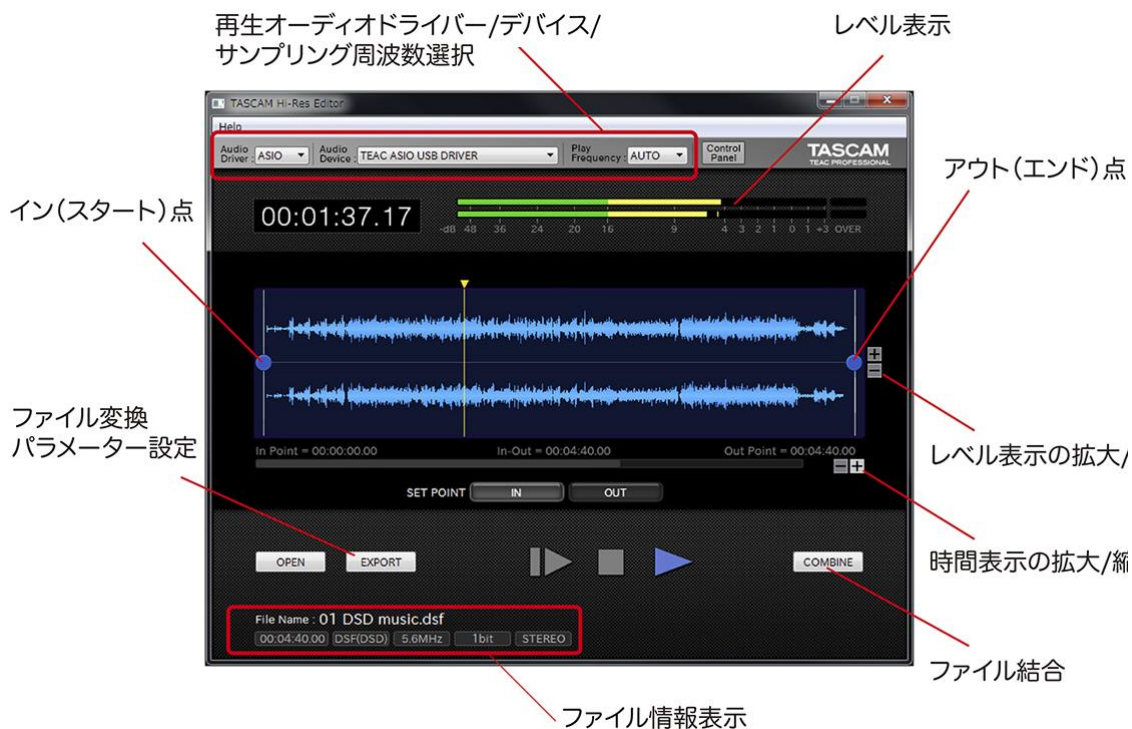 再生オーディオドライバー/デバイス/
サンプリング周波数選択
レベル表示
TASCAM Hi-Res Editor
Help
Audio Driver : ASIO Audio Device : TEAC ASIO USB DRIVER Play Frequency : AUTO Control Panel
TASCAM
TEAC PROFESSIONAL
アウト(エンド)点
イン(スタート)点
00:01:37.17
-dB 48 36 24 20 16 9 4 3 2 1 0 1 +3 OVER
ファイル変換
パラメーター設定
In Point = 00:00:00.00 In-Out = 00:04:40.00 Out Point = 00:04:40.00
レベル表示の拡大/
SET POINT IN OUT
時間表示の拡大/縮
OPEN EXPORT COMBINE
File Name : 01 DSD music.dsf
00:04:40.00 DSF(DSD) 5.6MHz 1bit STEREO
ファイル結合
ファイル情報表示